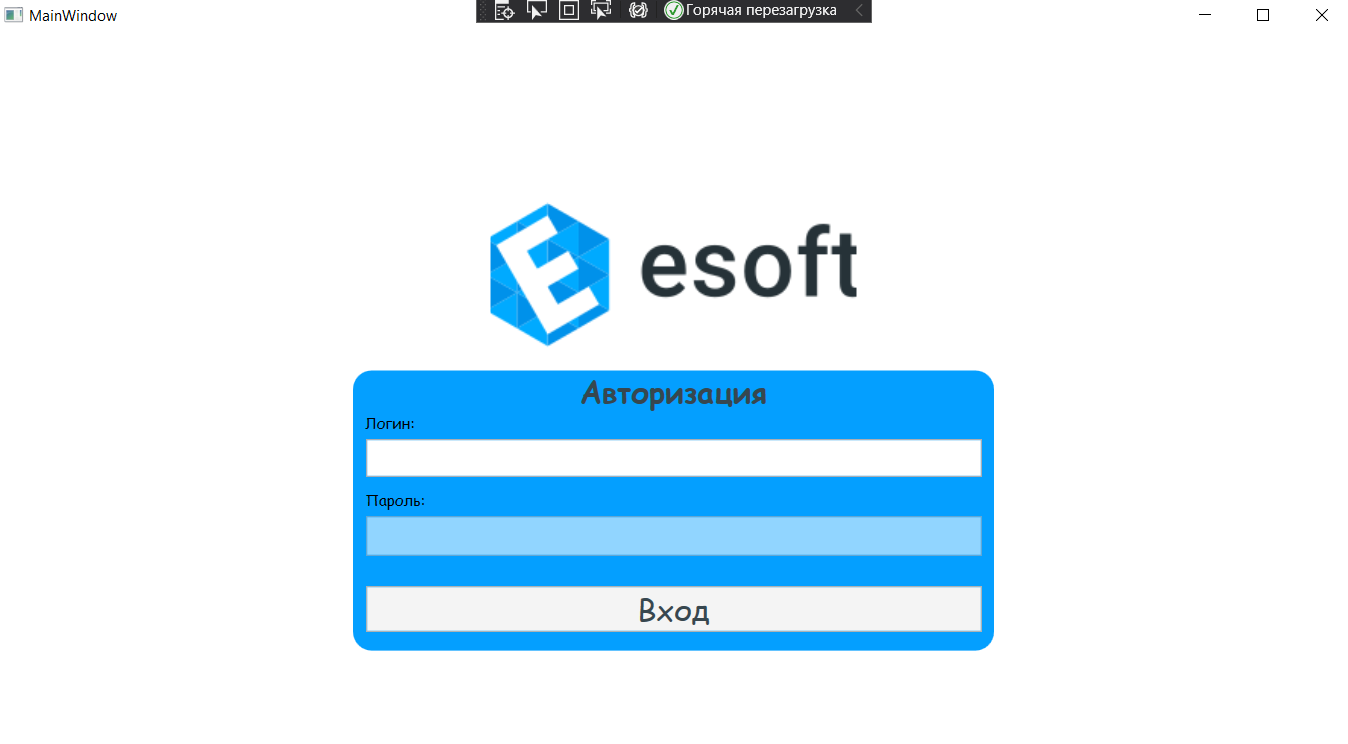 MainWindow
Горячая перезагрузка
esoft
Авторизация
Логин:
Пароль:
Вход